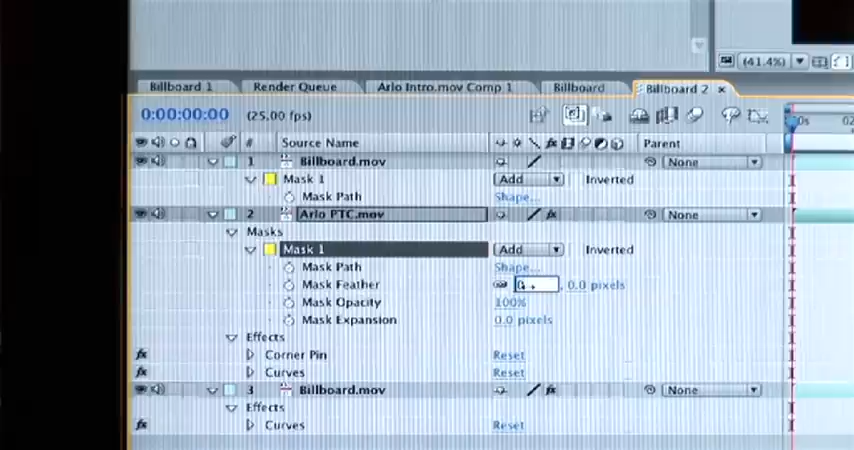 (41.4%)
Billboard 1 Render Queue Arlo Intro.mov Comp 1 Billboard Billboard 2 ×
0:00:00:00 (25.00 fps)
# Source Name Parent
1 Billboard.mov None
Mask 1 Add Inverted
Mask Path Shape...
2 Arlo PTC.mov None
Masks
Mask 1 Add Inverted
Mask Path Shape...
Mask Feather , 0.0 pixels
Mask Opacity 100%
Mask Expansion 0.0 pixels
Effects
fx Corner Pin Reset
fx Curves Reset
3 Billboard.mov None
Effects
fx Curves Reset